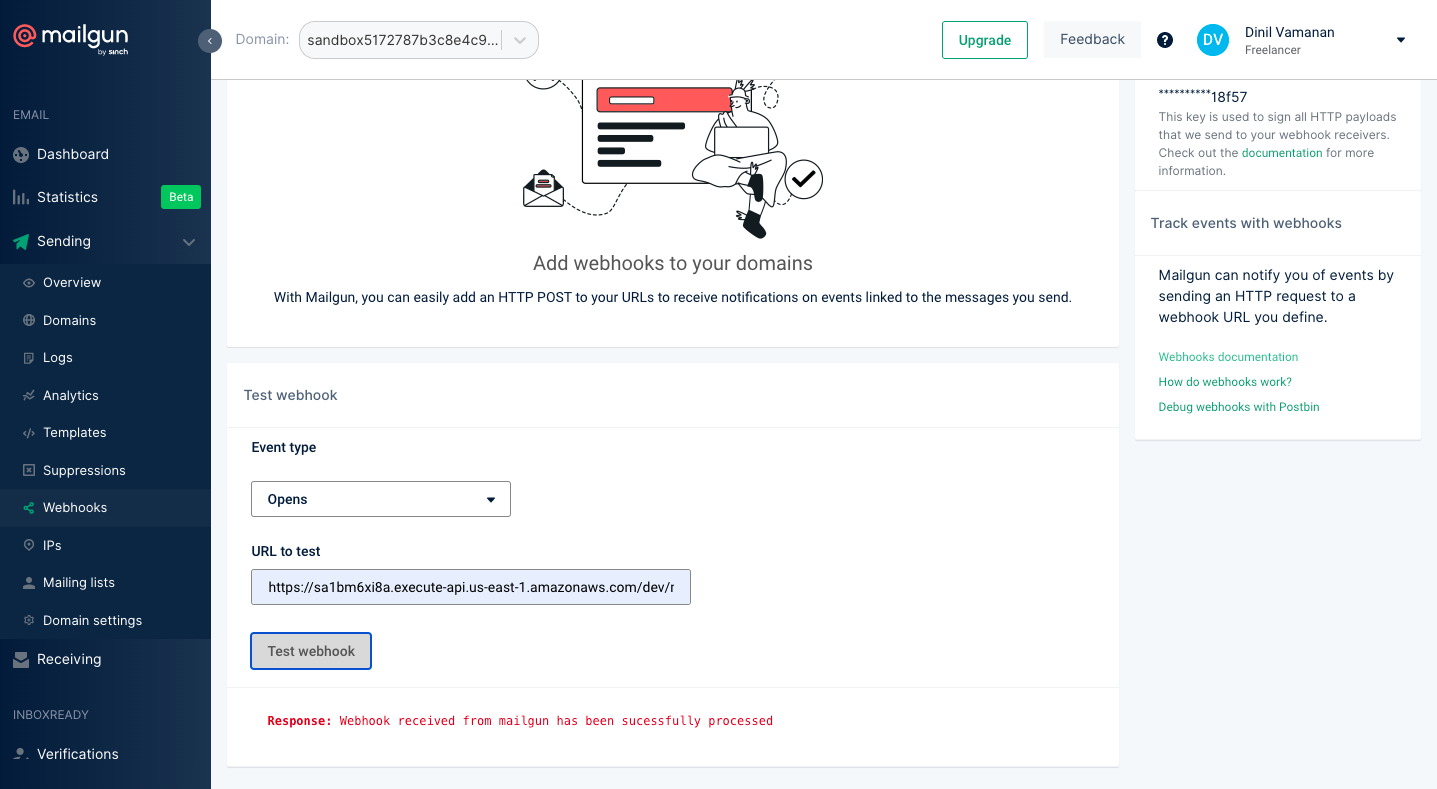 mailgun
by sinch
Domain:
sandbox5172787b3c8e4c9...
Upgrade
Feedback
DV
Dinil Vamanan
Freelancer
EMAIL
Dashboard
Statistics
Beta
Sending
Overview
Domains
Logs
Analytics
Templates
Suppressions
Webhooks
IPs
Mailing lists
Domain settings
Receiving
INBOXREADY
Verifications
Add webhooks to your domains
With Mailgun, you can easily add an HTTP POST to your URLs to receive notifications on events linked to the messages you send.
Test webhook
Event type
Opens
URL to test
https://sa1bm6xi8a.execute-api.us-east-1.amazonaws.com/dev/r
Test webhook
Response: Webhook received from mailgun has been sucessfully processed
**********18f57
This key is used to sign all HTTP payloads
that we send to your webhook receivers.
Check out the documentation for more
information.
Track events with webhooks
Mailgun can notify you of events by
sending an HTTP request to a
webhook URL you define.
Webhooks documentation
How do webhooks work?
Debug webhooks with Postbin